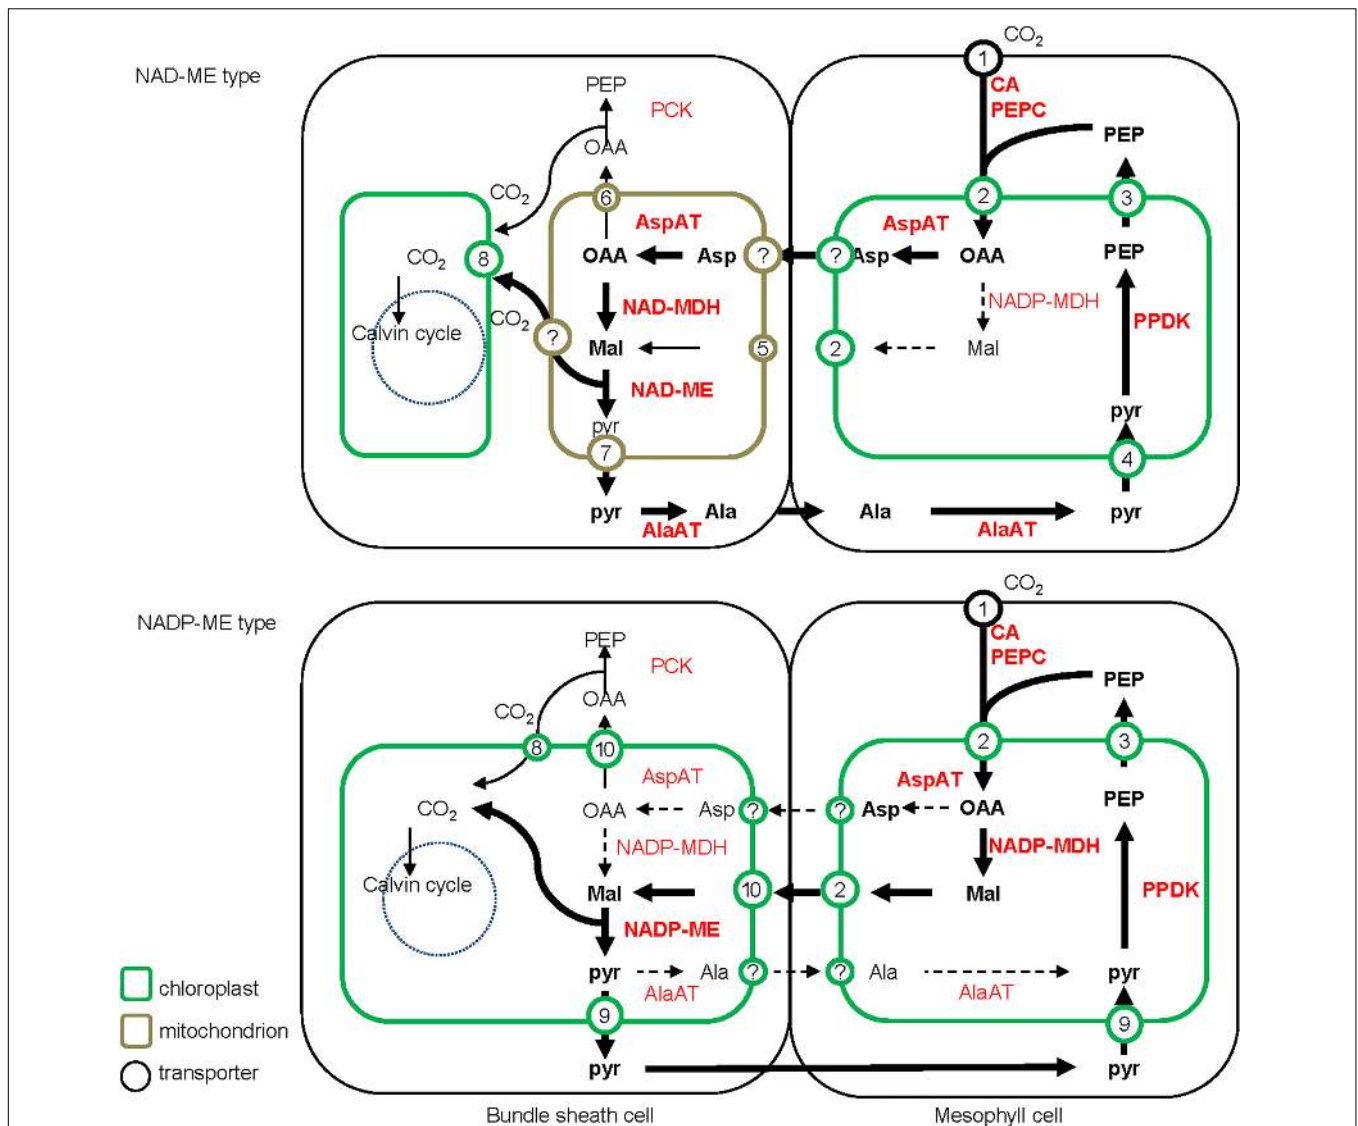 CO2
NAD-ME type
1
CA
PEPC
PEP
PCK
PEP
OAA
CO2
6
2
3
AspAT
AspAT
CO2
8
OAA
Asp
?
?
Asp
OAA
PEP
NAD-MDH
NADP-MDH
CO2
Calvin cycle
?
Mal
5
2
Mal
PPDK
NAD-ME
pyr
pyr
7
4
pyr
Ala
Ala
pyr
AlaAT
AlaAT
CO2
NADP-ME type
1
CA
PEPC
PEP
PCK
PEP
OAA
CO2
8
10
2
3
AspAT
AspAT
CO2
OAA
Asp
?
?
Asp
OAA
PEP
NADP-MDH
NADP-MDH
Calvin cycle
Mal
10
2
Mal
PPDK
NADP-ME
pyr
Ala
?
?
Ala
pyr
AlaAT
AlaAT
chloroplast
9
9
mitochondrion
pyr
pyr
transporter
Bundle sheath cell
Mesophyll cell